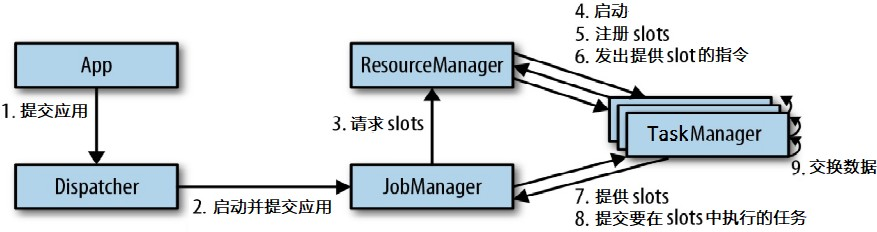 4. 启动
5. 注册 slots
6. 发出提供 slot 的指令
App
ResourceManager
1. 提交应用
3. 请求 slots
TaskManager
9. 交换数据
Dispatcher
2. 启动并提交应用
JobManager
7. 提供 slots
8. 提交要在 slots 中执行的任务